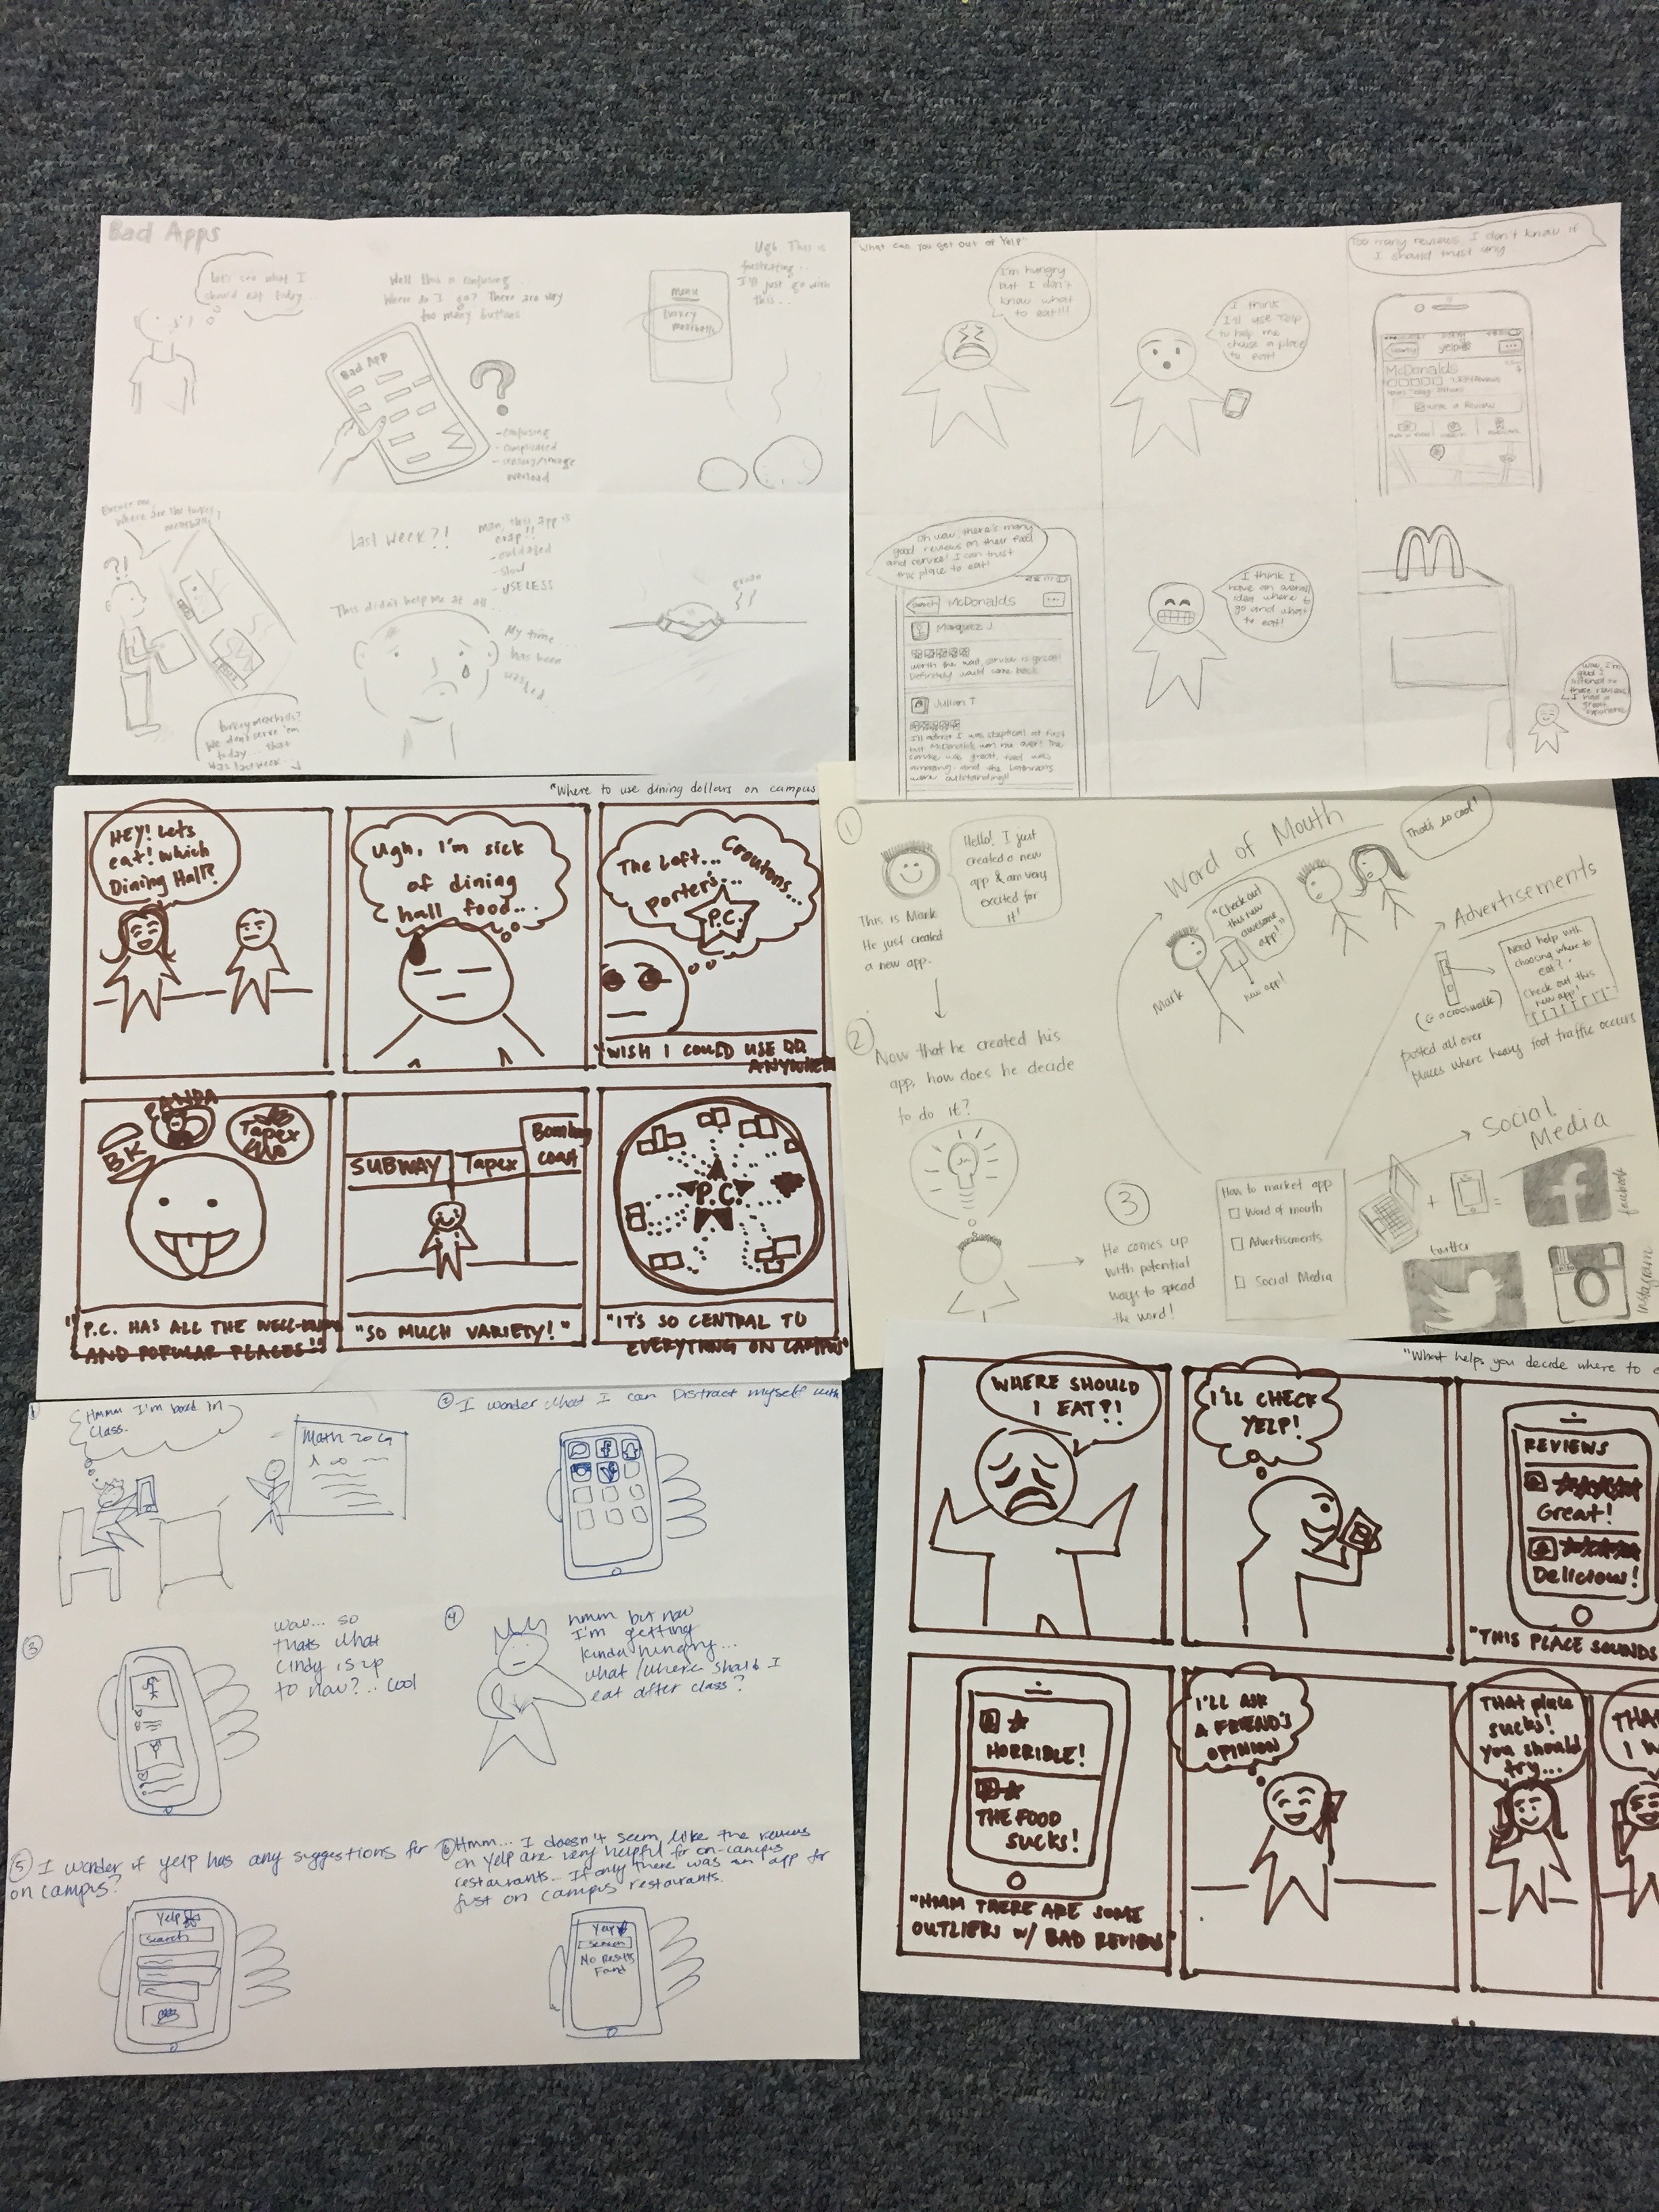 Bad Apps
Let's see what I
should eat today...
Well this is confusing
Where do I go? There are way
too many buttons
Bad App
?
- confusing
- complicated
- sensory/image
overload
Ugh This is
frustrating...
I'll just go with
this...
menu
turkey
meatballs
Excuse me,
Where are the turkey
meatballs?
?!
turkey meatballs?
We don't serve 'em
today... that
was last week...
Last week?!
man, this app is
crap!!
- outdated
- slow
- USELESS
This didn't help me at all...
My time
has been
wasted
"What can you get out of Yelp"
I'm hungry
but I don't
know what
to eat!!!
I think
I'll use Yelp
to help me
choose a place
to eat!
Too many reviews, I don't know if
I should trust any
yelp
McDonalds
Write a Review
Oh wow, there's many
good reviews on their food
and service! I can trust
this place to eat!
Search
McDonalds
Marquez J
worth the wait, service is great!
Definitely would come back
Julian T
I'll admit I was skeptical at first
but McDonalds won me over! The
service was great, food was
amazing, and the bathrooms
were outstanding!!
I think I
have an overall
idea where to
go and what
to eat!
Wow, I'm
good I
listened to
those reviews
I had a
great
experience
"Where to use dining dollars on campus
HEY! Lets
eat! Which
Dining Hall?
Ugh, I'm sick
of dining
hall food...
The Loft... Croutons...
porter's...
P.C.!
"WISH I COULD USE DD
ANYWHERE
BK
PANDA
Tapex
"P.C. HAS ALL THE WELL-KNOWN
AND POPULAR PLACES!"
SUBWAY
Tapex
Bombay
coast
"SO MUCH VARIETY!"
P.C.
"IT'S SO CENTRAL TO
EVERYTHING ON CAMPUS"
1
Hello! I just
created a new
app & am very
excited for
it!
This is Mark
He just created
a new app.
2
Now that he created his
app, how does he decide
to do it?
3
He comes up
with potential
ways to spread
the word!
How to market app
Word of mouth
Advertisements
Social Media
Word of Mouth
"Check out
this new
awesome
app!"
Mark
new app!
That's so cool!
Advertisements
Need help with
choosing where to
eat?
Check out this
new app!
(@ a crosswalk)
posted all over
places where heavy foot traffic occurs
Social
Media
+
=
f
facebook
twitter
Instagram
1
Hmmm I'm bored in
class.
Math 20
2 I wonder what I can Distract myself with
3
wow... so
thats what
Cindy is up
to now?.. cool
4
hmm but now
I'm getting
kinda hungry...
what/where should I
eat after class?
5 I wonder if yelp has any suggestions for
on campus?
Yelp
search
6 Hmm... I doesn't seem like the reviews
on Yelp are very helpful for on-campus
restaurants... If only there was an app for
just on campus restaurants.
Yelp
search
No Results
Found
"What helps you decide where to
WHERE SHOULD
I EAT?!
I'LL CHECK
YELP!
REVIEWS
Great!
Delicious!
"THIS PLACE SOUNDS
HORRIBLE!
THE FOOD
SUCKS!
"HMM THERE ARE SOME
OUTLIERS W/ BAD REVIEW"
I'LL ASK
A FRIEND'S
OPINION
THAT place
sucks!
You should
try...